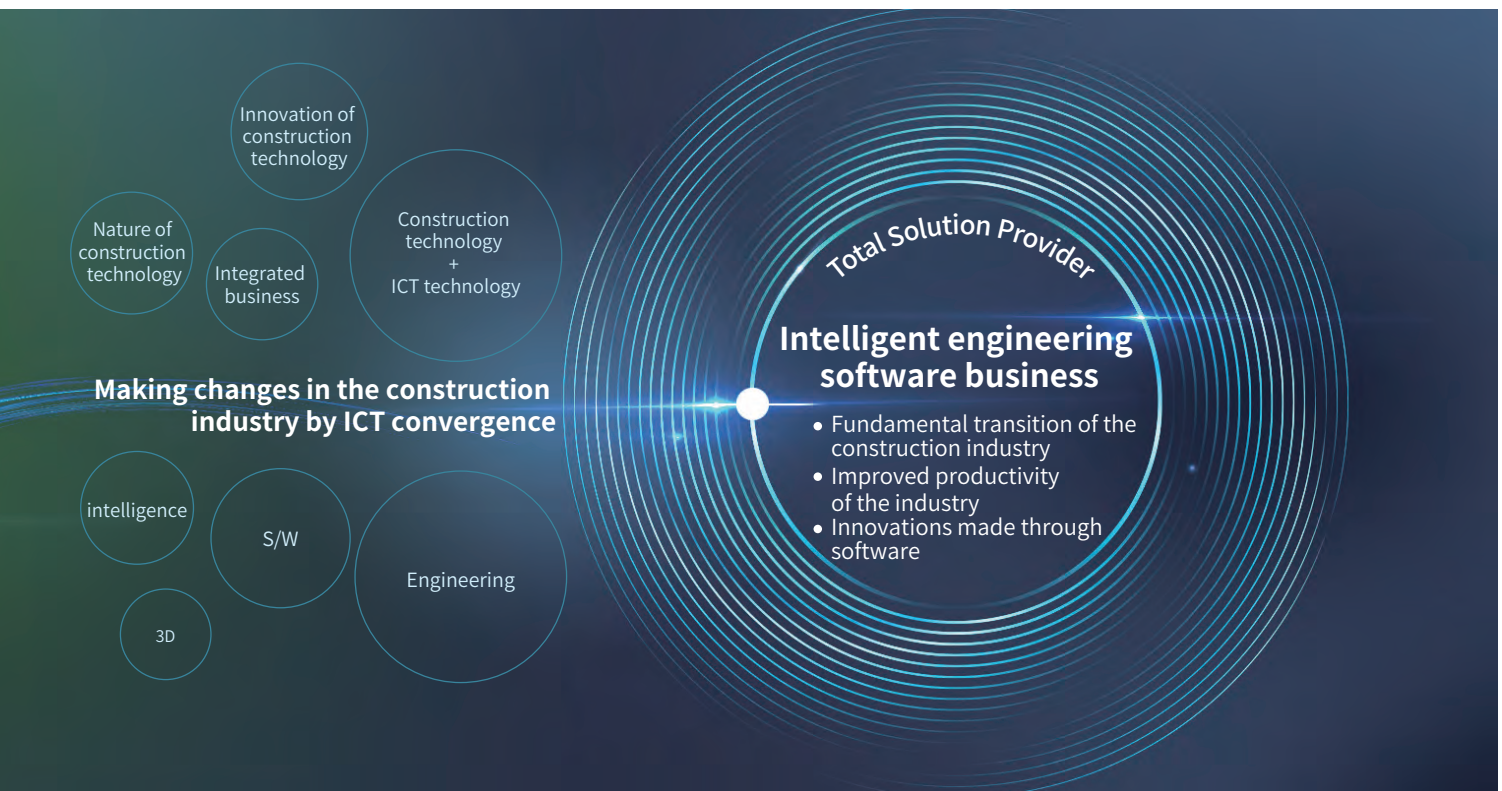 Innovation of
construction
technology
Nature of
construction
technology
Integrated
business
Construction
technology
+
ICT technology
Making changes in the construction
industry by ICT convergence
intelligence
S/W
Engineering
3D
Total Solution Provider
Intelligent engineering
software business
• Fundamental transition of the
construction industry
• Improved productivity
of the industry
• Innovations made through
software